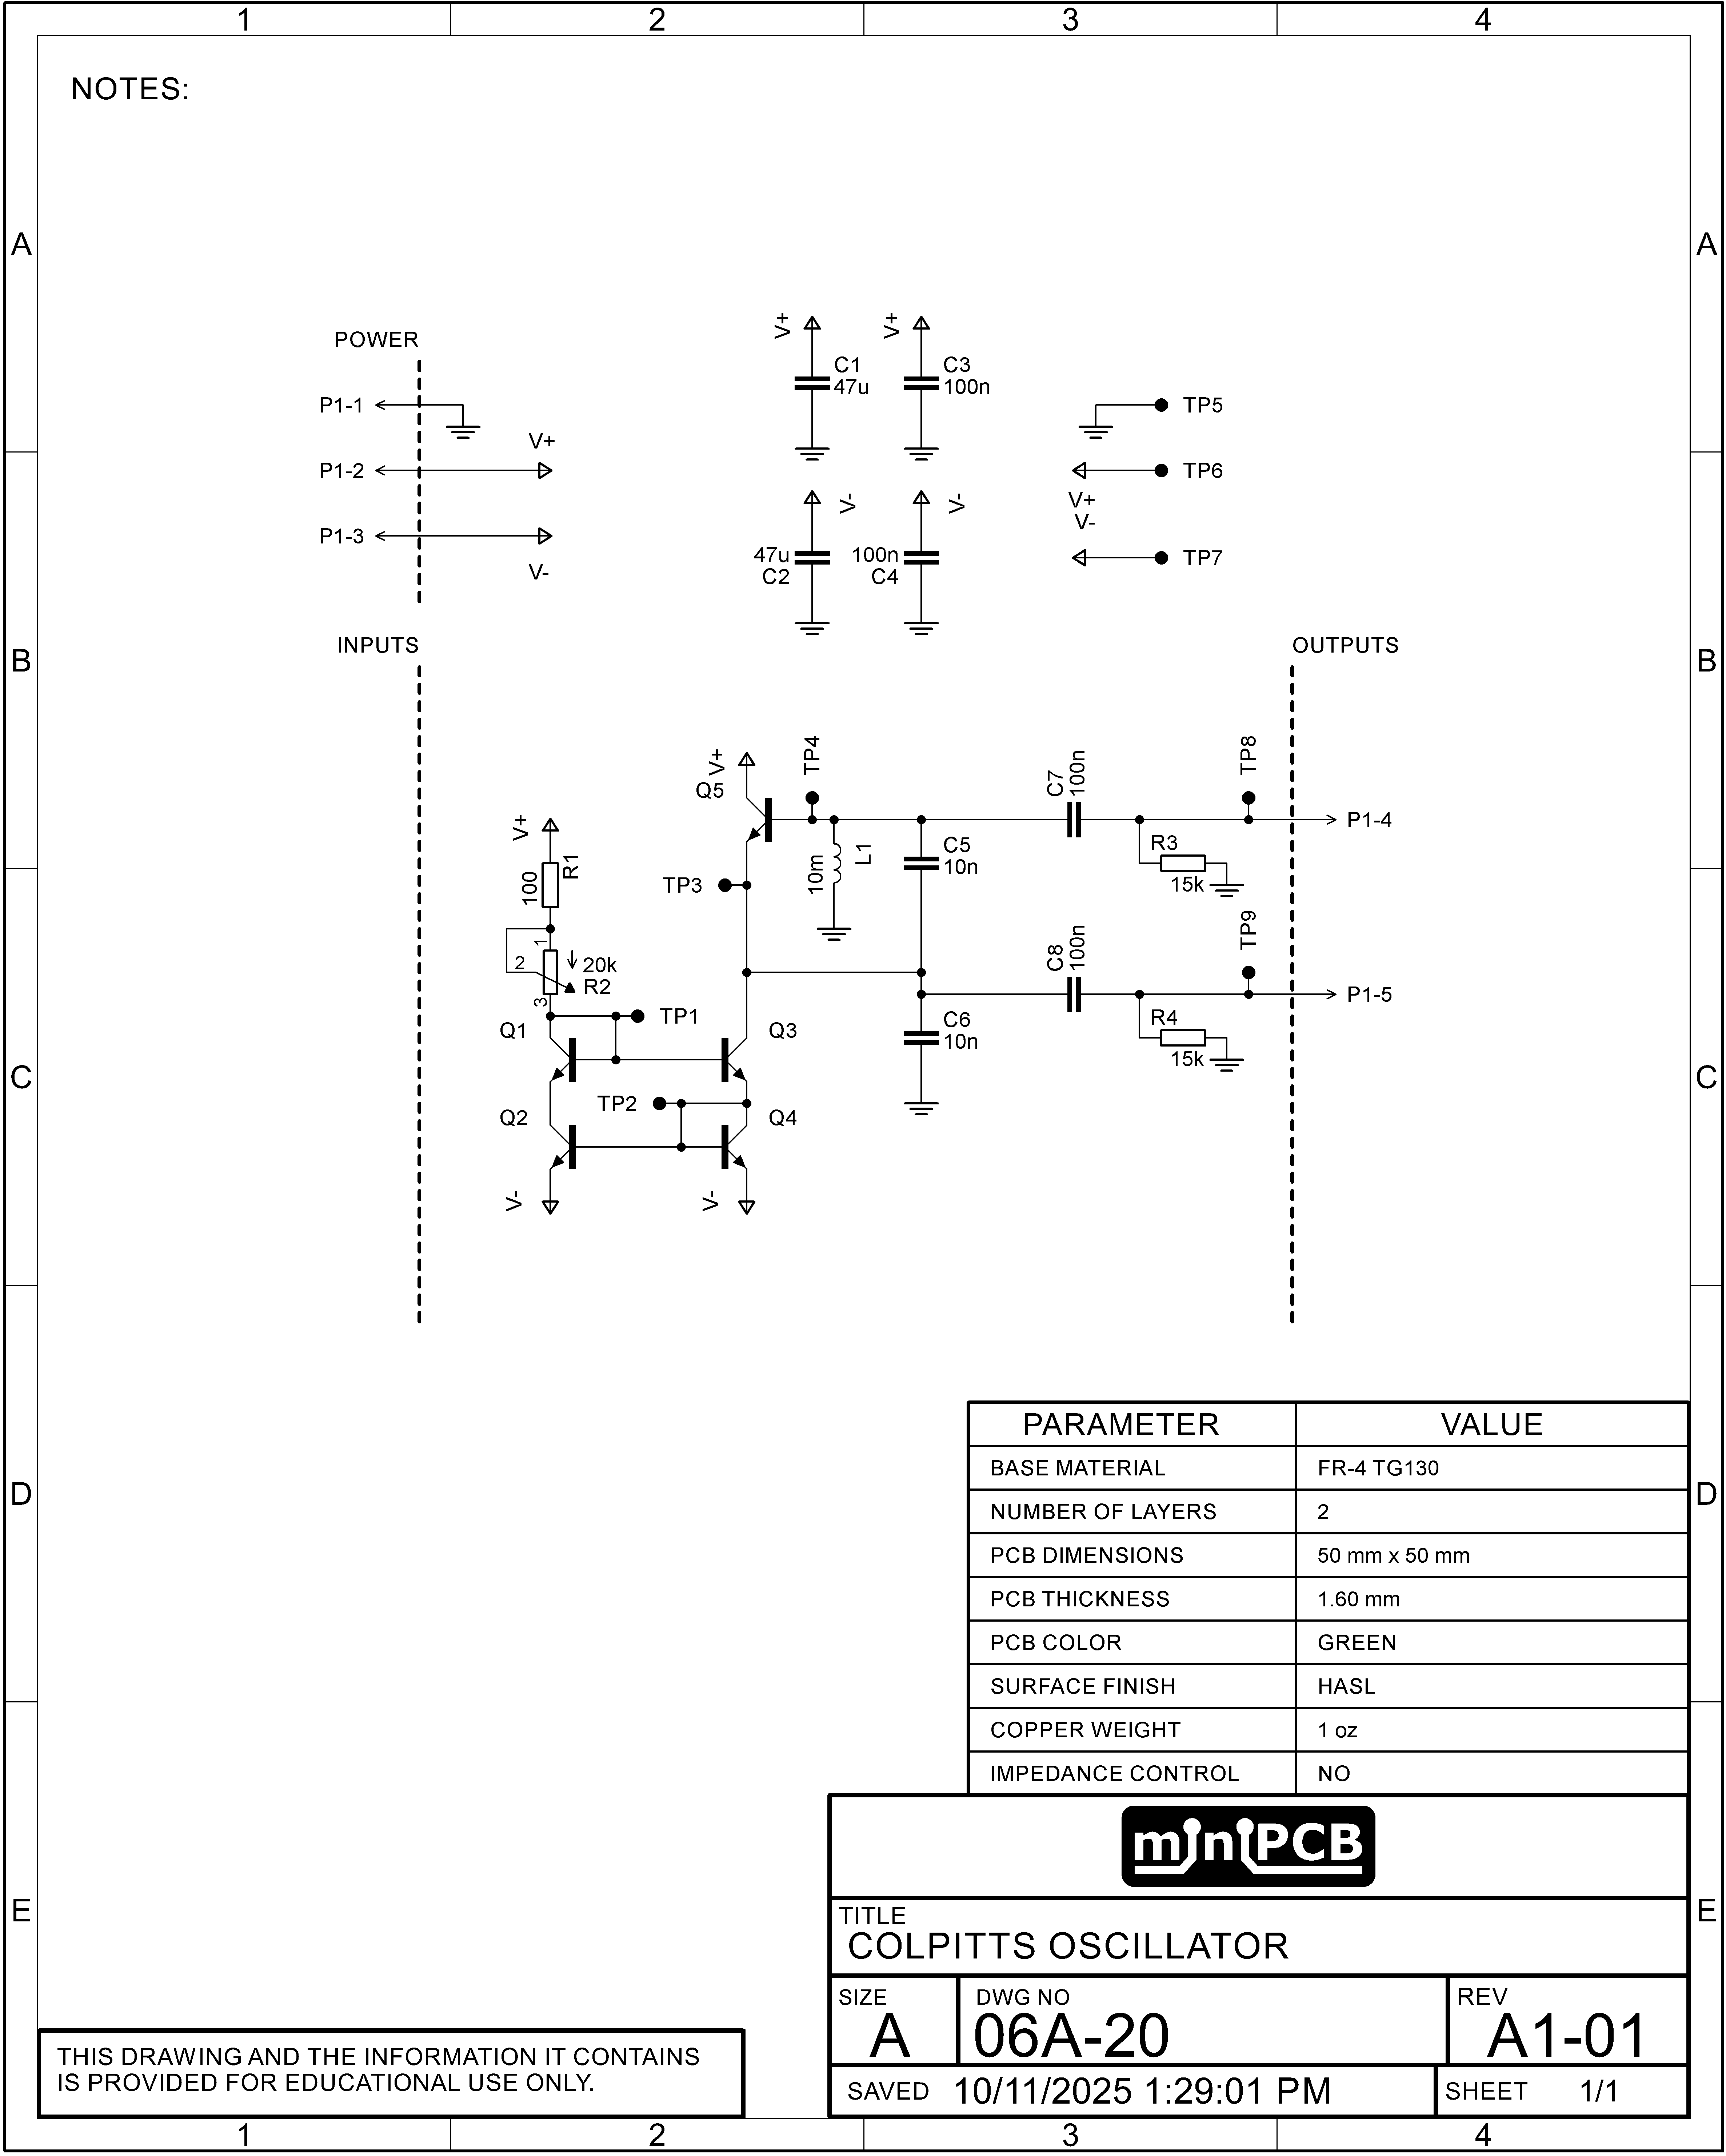 1 2 3 4
NOTES:
A A
POWER
V+ V+
C1 C3
47u 100n
P1-1 TP5
V+
P1-2 TP6
V- V- V+
V-
P1-3 47u 100n TP7
C2 C4
V-
INPUTS OUTPUTS
B B
V+ TP4 C7 100n TP8
Q5
P1-4
V+ C5 R3
10n
100 R1 TP3 10m L1 15k
1 C8 100n TP9
2 20k
R2
3 P1-5
TP1 C6 R4
Q1 Q3 10n
15k
C C
TP2
Q2 Q4
V- V-
PARAMETER VALUE
BASE MATERIAL FR-4 TG130
D D
NUMBER OF LAYERS 2
PCB DIMENSIONS 50 mm x 50 mm
PCB THICKNESS 1.60 mm
PCB COLOR GREEN
SURFACE FINISH HASL
COPPER WEIGHT 1 oz
IMPEDANCE CONTROL NO
miniPCB
E E
TITLE
COLPITTS OSCILLATOR
SIZE DWG NO REV
A 06A-20 A1-01
SAVED 10/11/2025 1:29:01 PM SHEET 1/1
THIS DRAWING AND THE INFORMATION IT CONTAINS
IS PROVIDED FOR EDUCATIONAL USE ONLY.
1 2 3 4